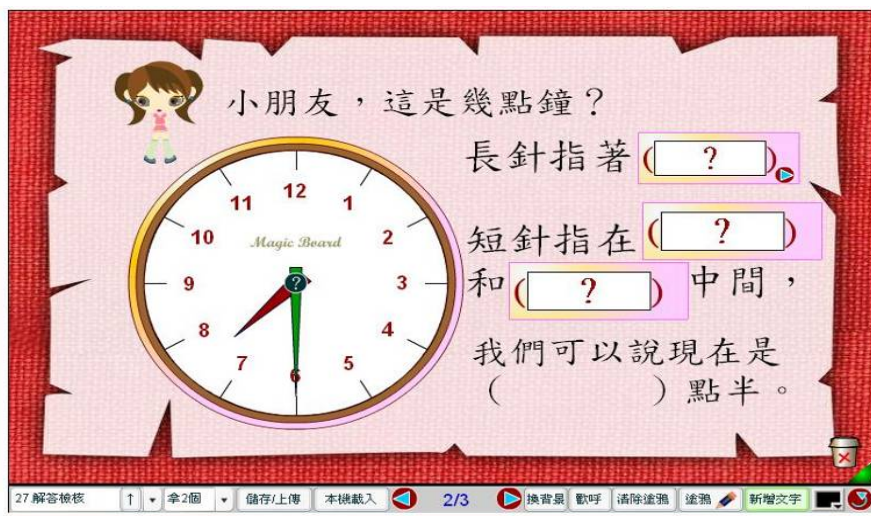 小朋友，這是幾點鐘？
長針指著(?)
短針指在(?)
和(?)中間，
我們可以說現在是
(　　　　)點半。
12
11
1
10
Magic Board
2
9
?
3
8
4
7
5
6
27.解答檢核
↑
拿2個
儲存/上傳
本機載入
2/3
換背景
歡呼
清除塗鴉
塗鴉
新增文字